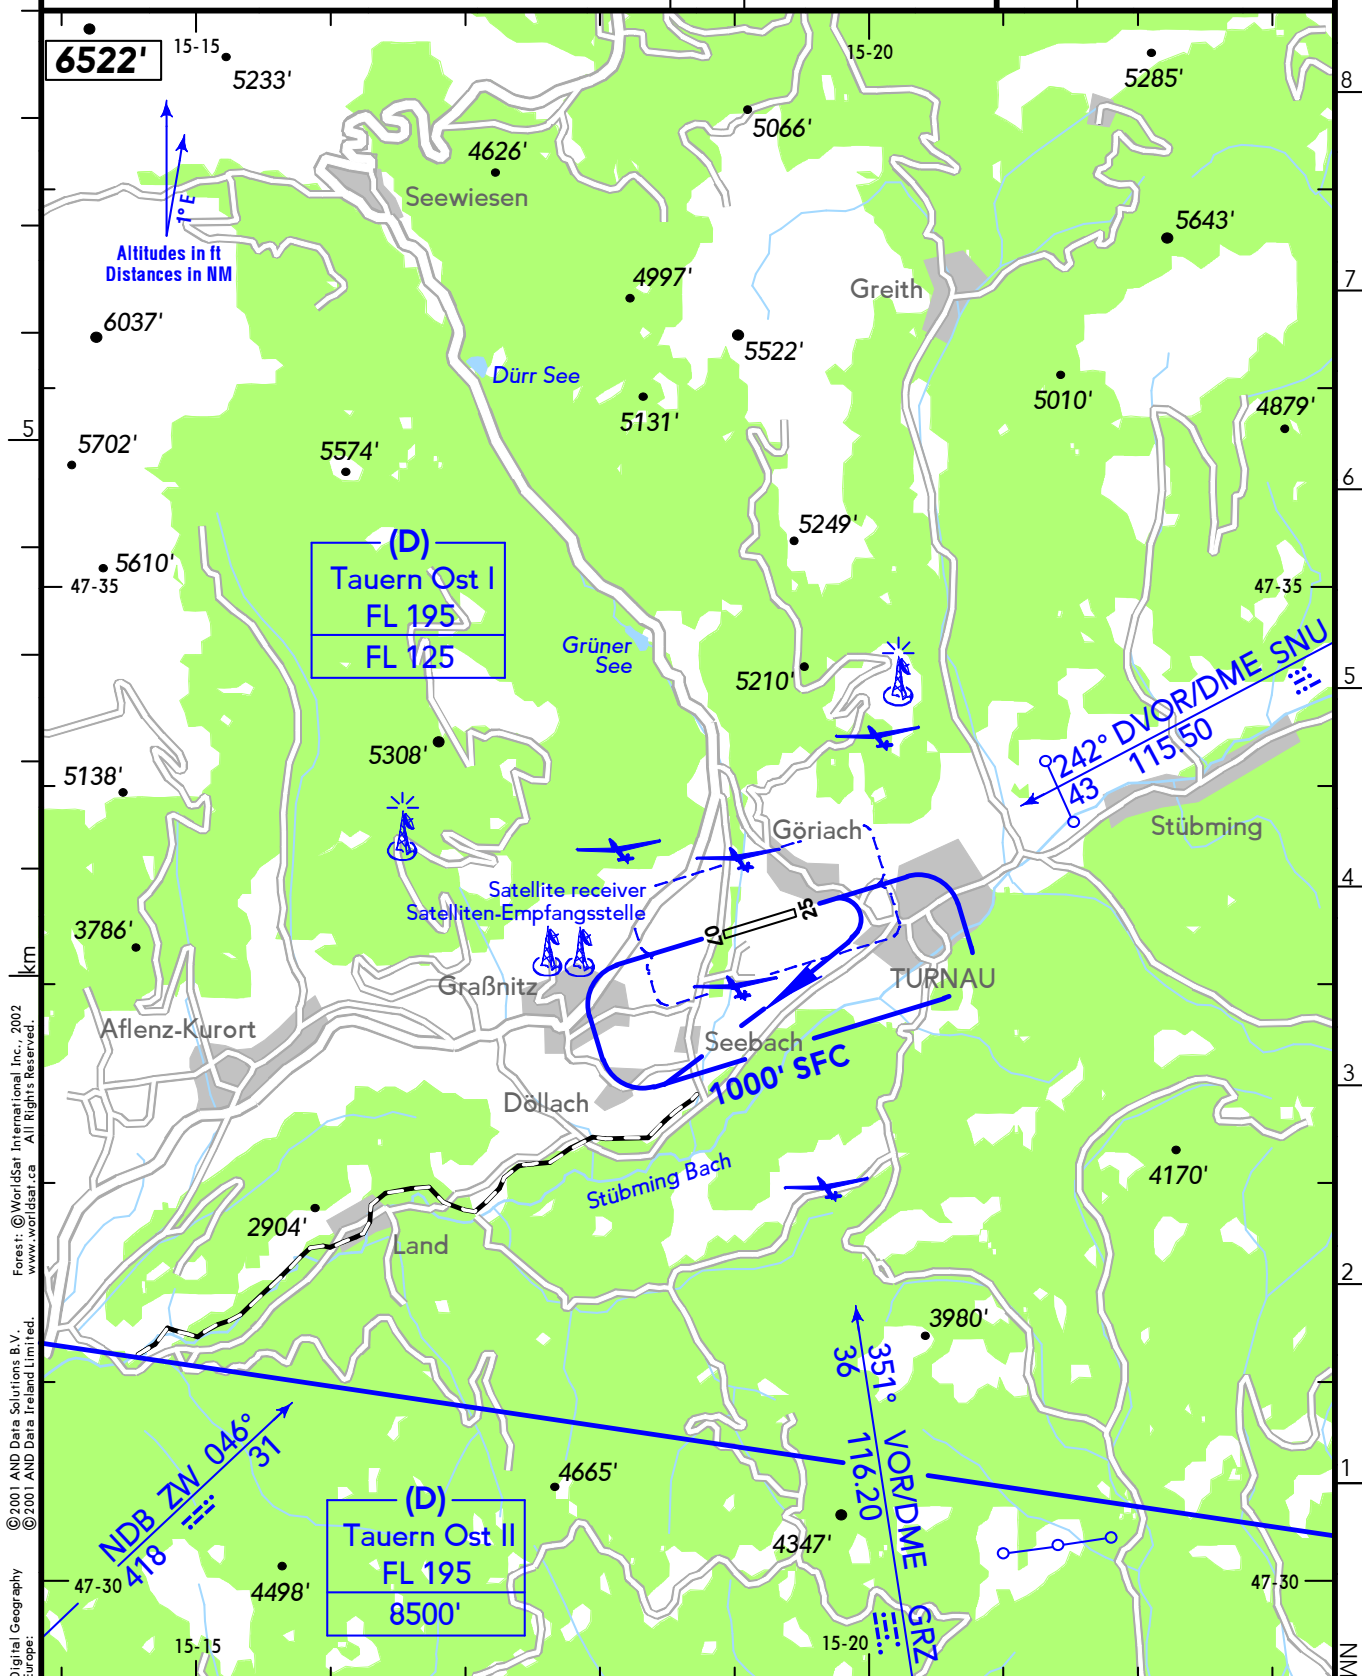 6522'
15-15
5233'
15-20
5285'
8
5066'
4626'
Seewiesen
1° E
Altitudes in ft
Distances in NM
5643'
4997'
Greith
7
6037'
5522'
Dürr See
5131'
5010'
4879'
5
5702'
5574'
6
5249'
5610'
47-35
47-35
(D)
Tauern Ost I
FL 195
FL 125
Grüner
See
5210'
5
242° DVOR/DME SNU
43 115.50
5308'
5138'
Göriach
Stübming
Satellite receiver
Satelliten-Empfangsstelle
4
25
07
3786'
km
Graßnitz
TURNAU
Aflenz-Kurort
Seebach
1000' SFC
3
Döllach
Stübming Bach
4170'
2904'
Land
2
3980'
351° VOR/DME GRZ
36 116.20
NDB ZW 046°
418 31
4665'
1
(D)
Tauern Ost II
FL 195
8500'
4347'
4498'
47-30
47-30
15-15
15-20
NM
Forest: ©WorldSat International Inc., 2002
www.worldsat.ca All Rights Reserved.
©2001 AND Data Solutions B.V.
©2001 AND Data Ireland Limited.
Digital Geography
Europe: